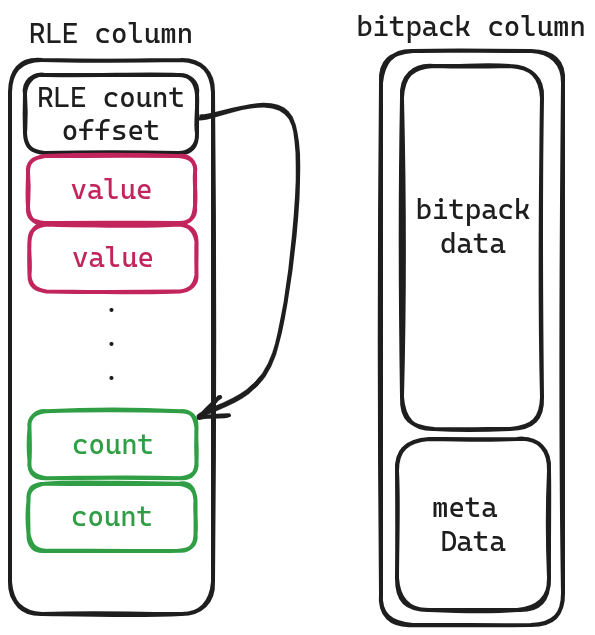 RLE column
RLE count
offset
value
value
.
.
.
count
count
bitpack column
bitpack
data
meta
Data